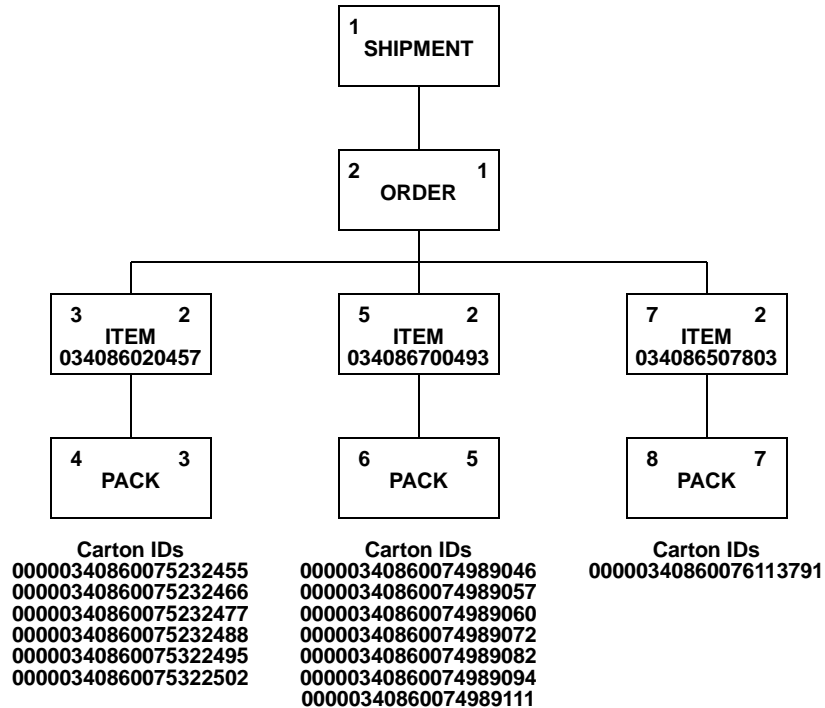 1
SHIPMENT
2 1
ORDER
3 2
ITEM
034086020457
5 2
ITEM
034086700493
7 2
ITEM
034086507803
4 3
PACK
6 5
PACK
8 7
PACK
Carton IDs
00000340860075232455
00000340860075232466
00000340860075232477
00000340860075232488
00000340860075322495
00000340860075322502
Carton IDs
00000340860074989046
00000340860074989057
00000340860074989060
00000340860074989072
00000340860074989082
00000340860074989094
00000340860074989111
Carton IDs
00000340860076113791